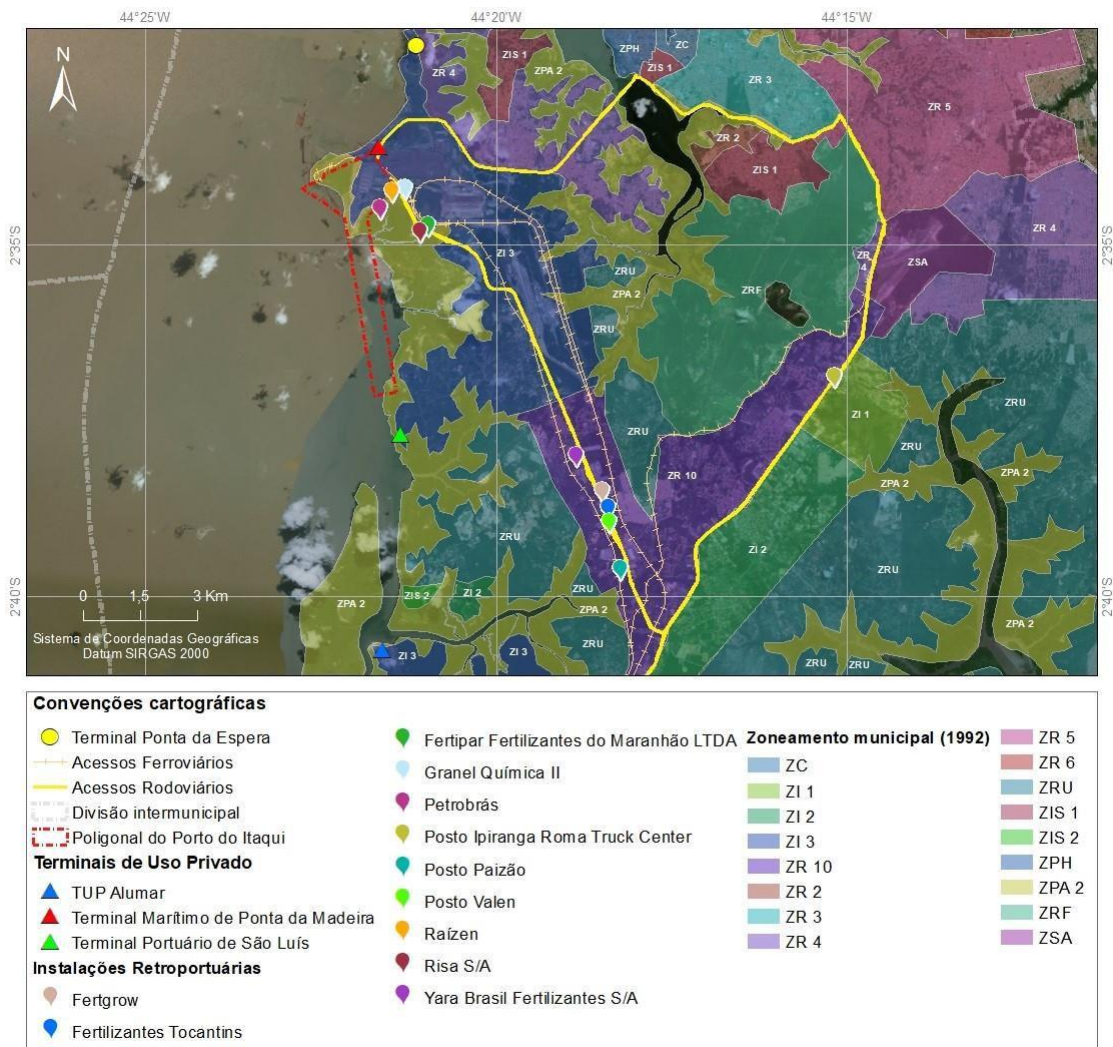 44°25'W 44°20'W 44°15'W
N
ZR 4
ZIS 1
ZPA 2
ZPH
ZC
ZIS 1
ZR 3
ZR 5
ZR 2
ZIS 1
2°35'S
2°35'S
ZI 3
ZRU
ZPA 2
ZRU
ZRF
ZR 4
ZSA
ZR 4
ZI 1
ZRU
ZRU
ZRU
ZR 10
ZPA 2
ZPA 2
ZRU
ZI 2
ZRU
2°40'S
2°40'S
0 1,5 3 Km
ZPA 2
ZIS 2
ZI 2
ZRU
ZPA 2
ZPA 2
Sistema de Coordenadas Geográficas
Datum SIRGAS 2000
ZI 3
ZI 3
ZRU
ZRU
ZRU
Convenções cartográficas
Terminal Ponta da Espera
Acessos Ferroviários
Acessos Rodoviários
Divisão intermunicipal
Poligonal do Porto do Itaqui
Terminais de Uso Privado
TUP Alumar
Terminal Marítimo de Ponta da Madeira
Terminal Portuário de São Luís
Instalações Retroportuárias
Fertgrow
Fertilizantes Tocantins
Fertipar Fertilizantes do Maranhão LTDA
Granel Química II
Petrobrás
Posto Ipiranga Roma Truck Center
Posto Paizão
Posto Valen
Raízen
Risa S/A
Yara Brasil Fertilizantes S/A
Zoneamento municipal (1992)
ZC
ZI 1
ZI 2
ZI 3
ZR 10
ZR 2
ZR 3
ZR 4
ZR 5
ZR 6
ZRU
ZIS 1
ZIS 2
ZPH
ZPA 2
ZRF
ZSA